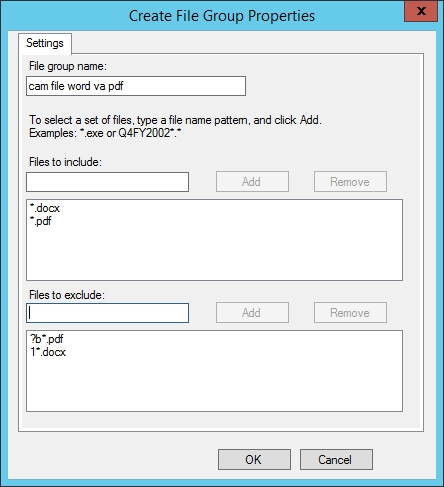 Create File Group Properties
x
Settings
File group name:
cam file word va pdf
To select a set of files, type a file name pattern, and click Add.
Examples: *.exe or Q4FY2002*.*
Files to include:
Add Remove
*.docx
*.pdf
Files to exclude:
Add Remove
?b*.pdf
1*.docx
OK Cancel